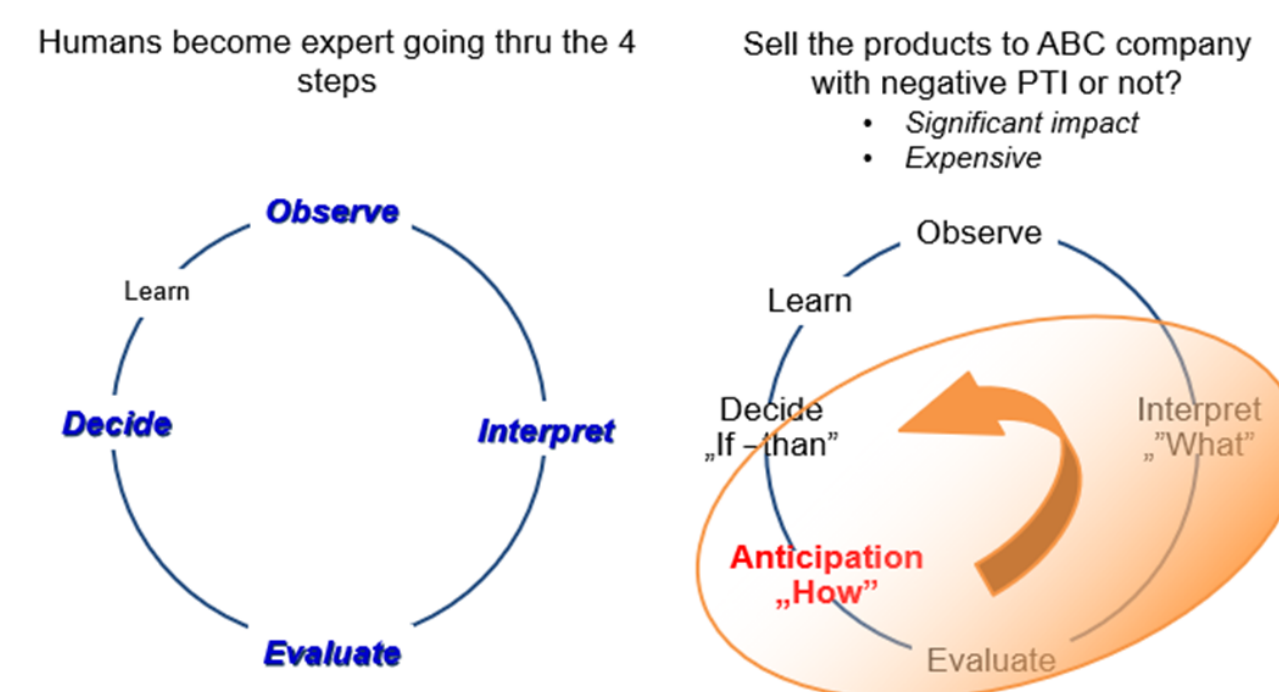 Humans become expert going thru the 4
steps
Observe
Learn
Decide
Interpret
Evaluate
Sell the products to ABC company
with negative PTI or not?
• Significant impact
• Expensive
Observe
Learn
Decide
„If –than”
Interpret
„”What”
Anticipation
„How”
Evaluate